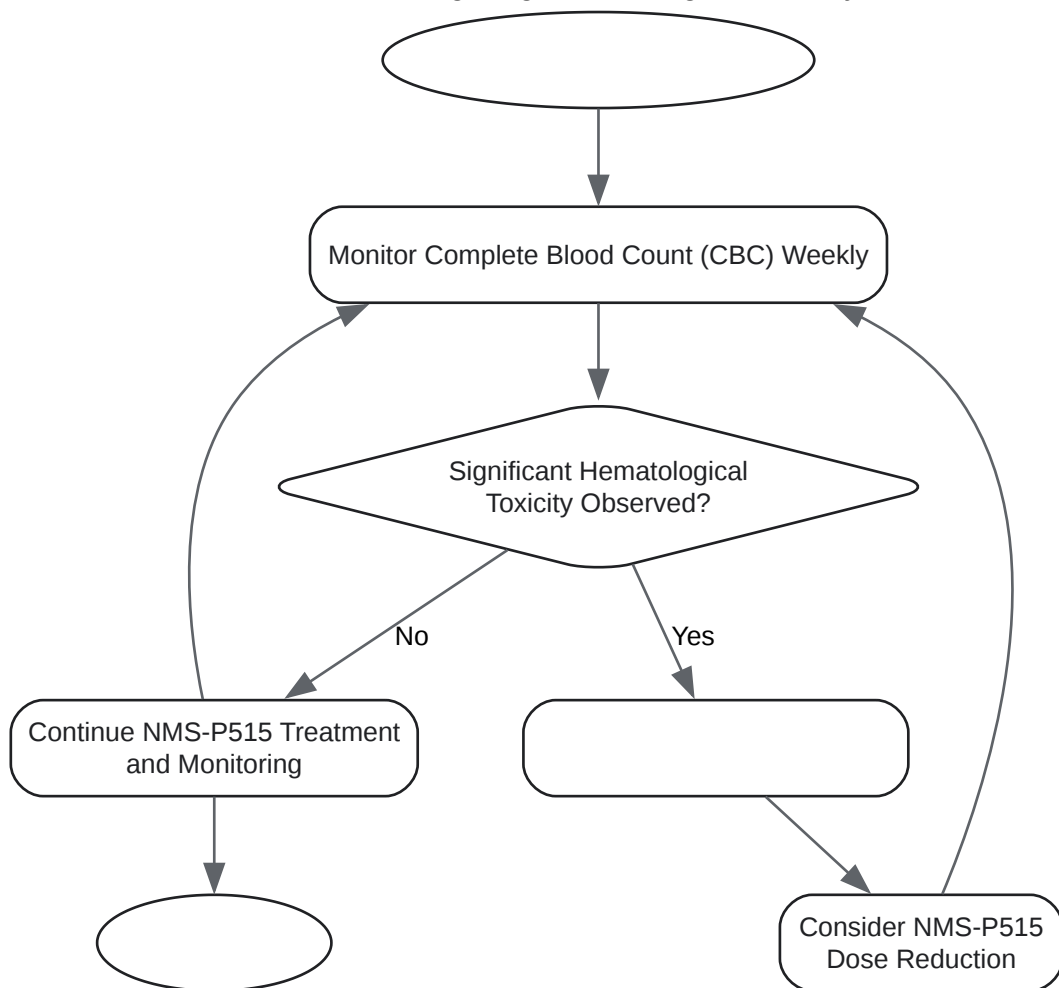 Monitor Complete Blood Count (CBC) Weekly
Significant Hematological
Toxicity Observed?
No
Yes
Continue NMS-P515 Treatment
and Monitoring
Consider NMS-P515
Dose Reduction